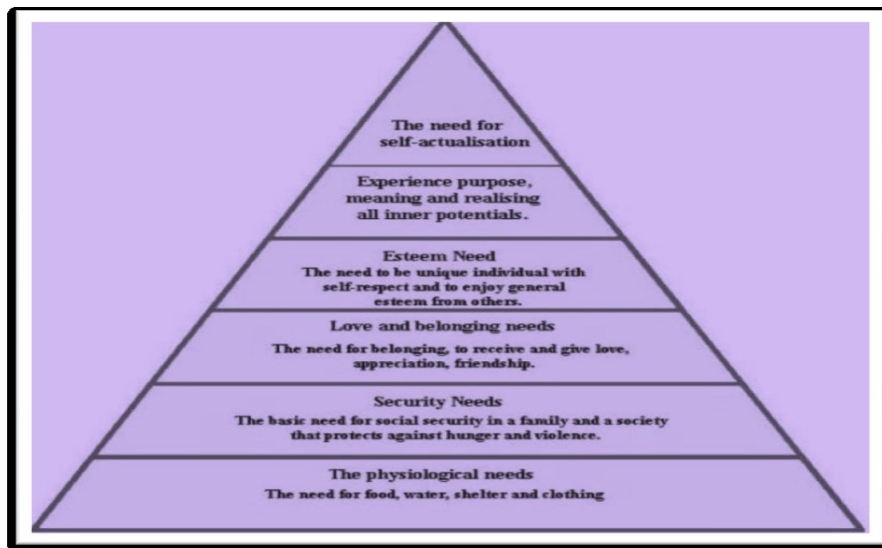 The need for
self-actualisation
Experience purpose,
meaning and realising
all inner potentials.
Esteem Need
The need to be unique individual with
self-respect and to enjoy general
esteem from others.
Love and belonging needs
The need for belonging, to receive and give love,
appreciation, friendship.
Security Needs
The basic need for social security in a family and a society
that protects against hunger and violence.
The physiological needs
The need for food, water, shelter and clothing